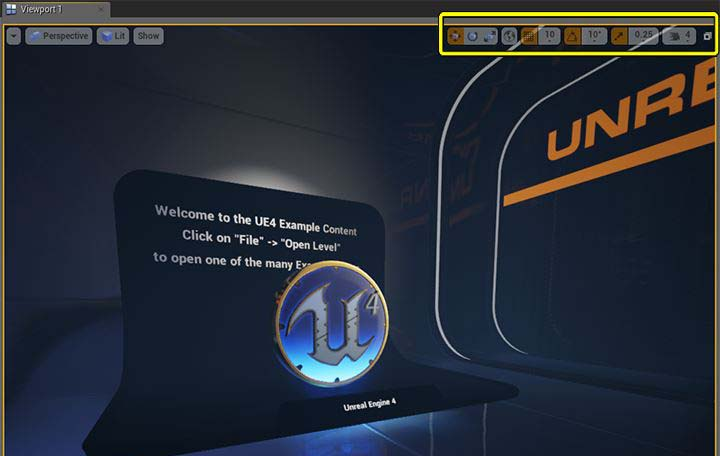 Viewport 1
Perspective
Lit
Show
10
10°
0.25
4
UNRE
Welcome to the UE4 Example Content
Click on "File" -> "Open Level"
to open one of the many Ex
4
Unreal Engine 4